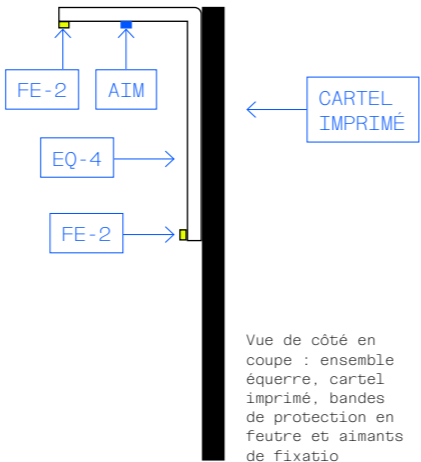 FE-2
AIM
CARTEL
IMPRIMÉ
EQ-4
FE-2
Vue de côté en
coupe : ensemble
équerre, cartel
imprimé, bandes
de protection en
feutre et aimants
de fixatio